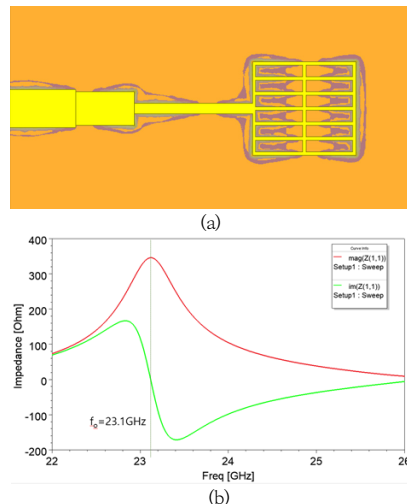 (a)
400
300
200
100
0
-100
-200
Impedance [Ohm]
Curve Info
mag(Z(1,1))
Setup1 : Sweep
im(Z(1,1))
Setup1 : Sweep
fo=23.1GHz
22
23
24
25
26
Freq [GHz]
(b)